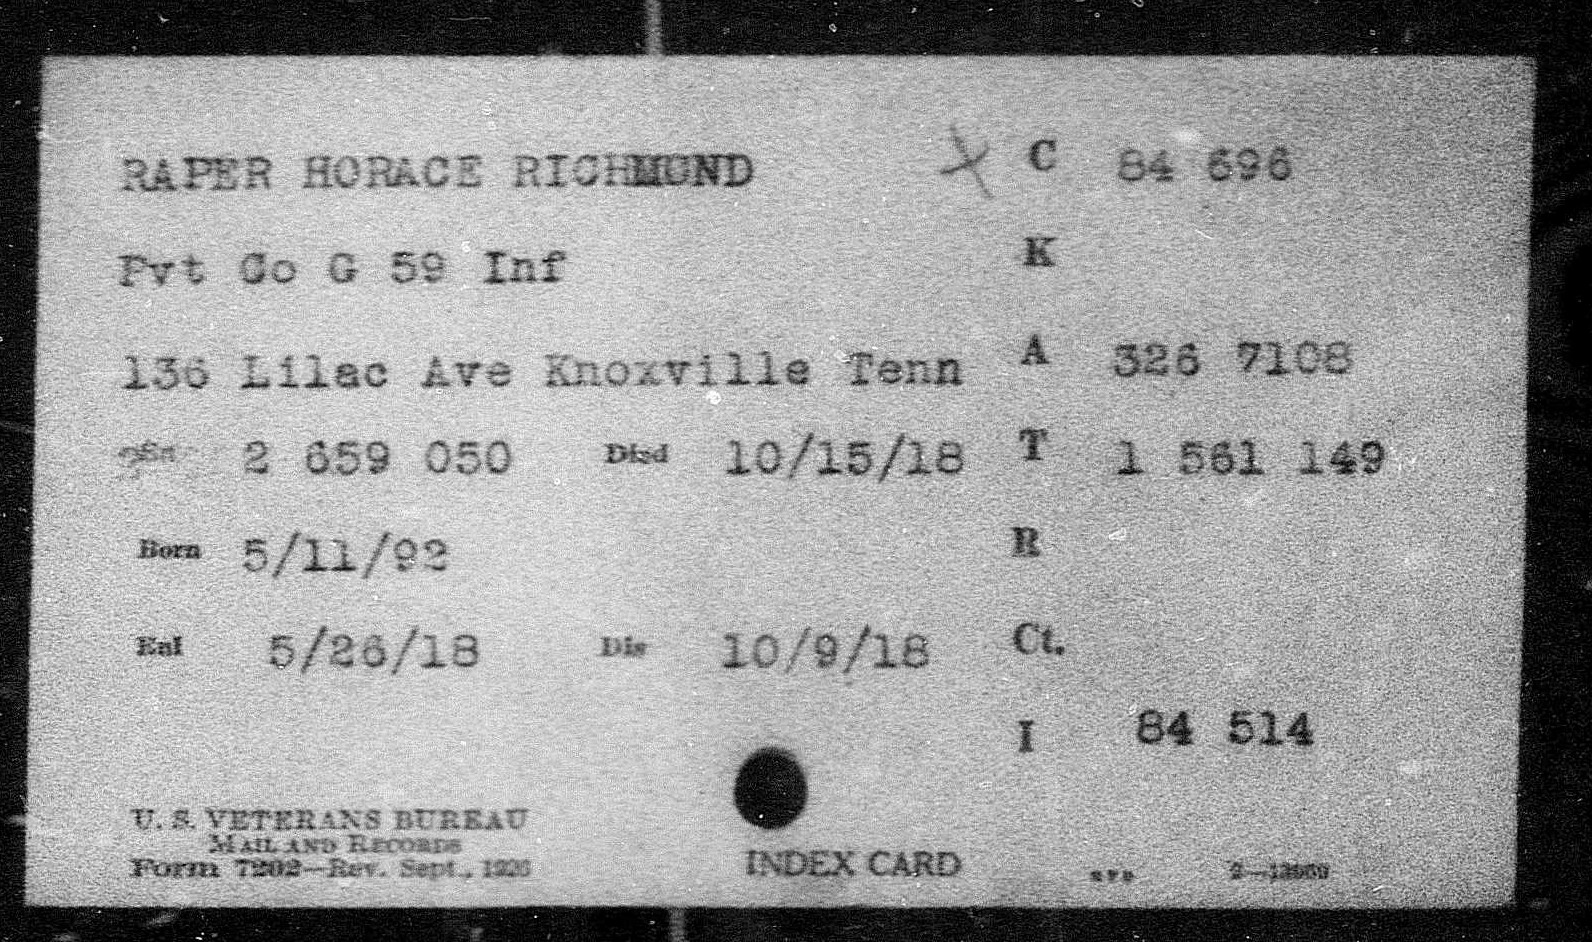 RAPER HORACE RICHMOND C 84 696
Pvt Co G 59 Inf K
136 Lilac Ave Knoxville Tenn A 326 7108
2 659 050 Died 10/15/18 T 1 561 149
Born 5/11/92 R
Enl 5/26/18 Dis 10/9/18 Ct.
I 84 514
U. S. VETERANS BUREAU
MAIL AND RECORDS
Form 7202—Rev. Sept., 1926 INDEX CARD